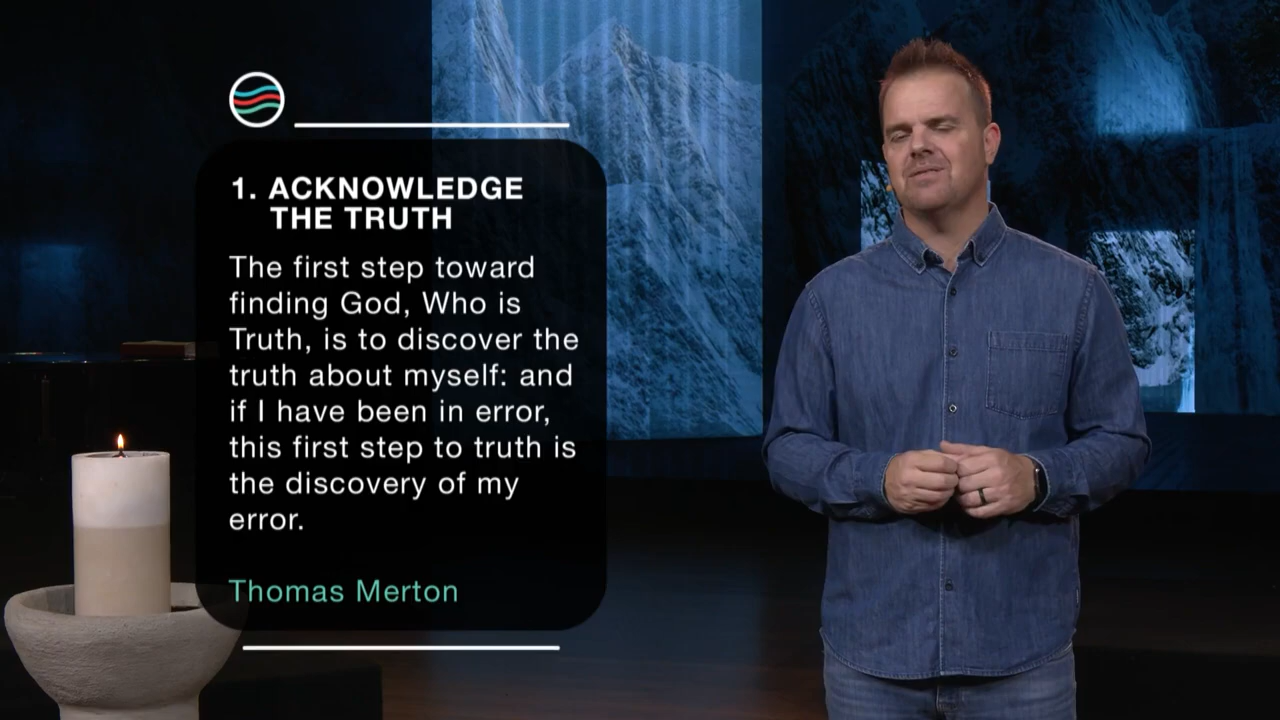 1. ACKNOWLEDGE
THE TRUTH
The first step toward
finding God, Who is
Truth, is to discover the
truth about myself: and
if I have been in error,
this first step to truth is
the discovery of my
error.
Thomas Merton